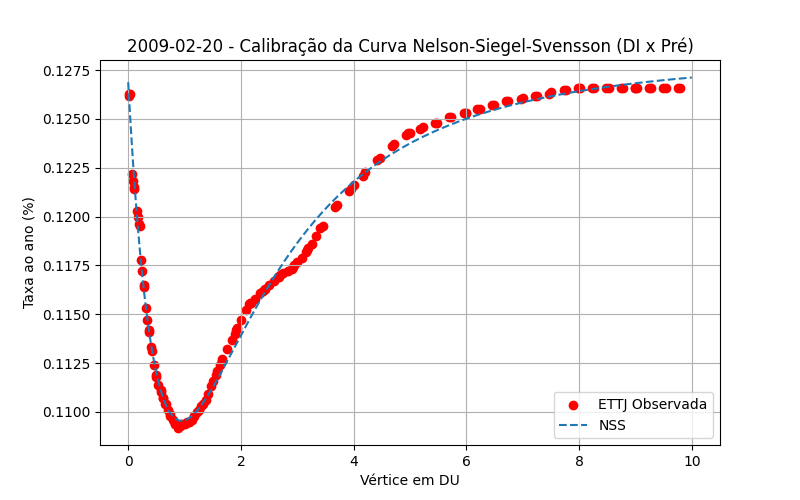 2009-02-20 - Calibração da Curva Nelson-Siegel-Svensson (DI x Pré)
Taxa ao ano (%)
0.1275
0.1250
0.1225
0.1200
0.1175
0.1150
0.1125
0.1100
ETTJ Observada
NSS
0 2 4 6 8 10
Vértice em DU